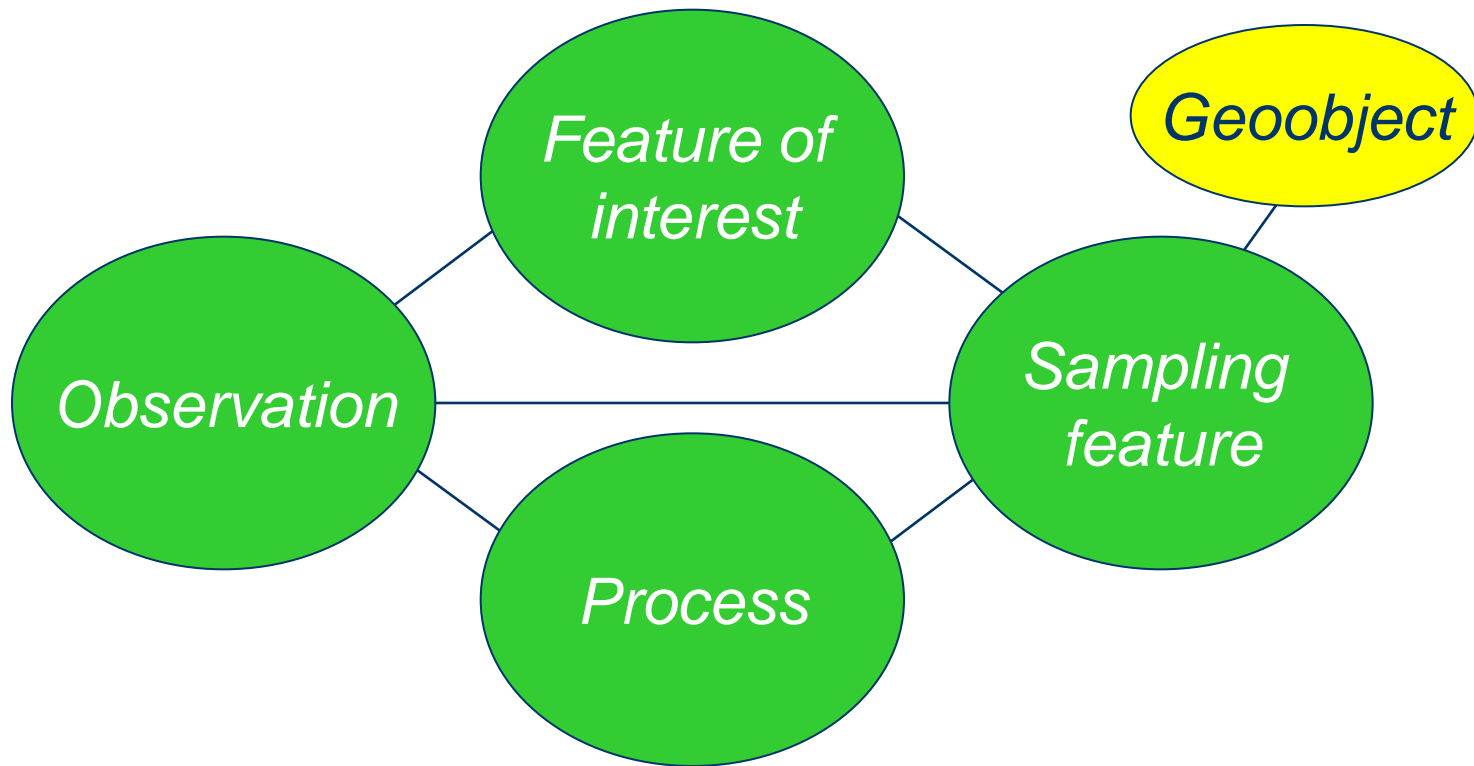 Feature of
interest
Geoobject
Observation
Sampling
feature
Process